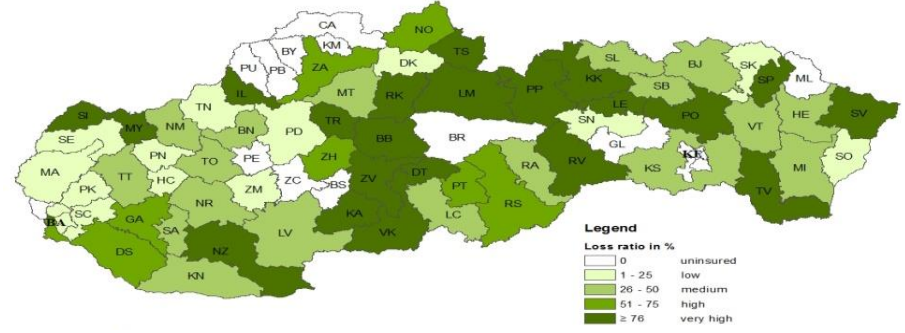 CA
NO
BY
KM
TS
PU
PB
ZA
DK
SL
BJ
SK
ML
IL
MT
RK
LM
PP
KK
SB
SP
SI
MY
NM
TN
BN
PD
TR
LE
PO
HE
SV
SE
BB
BR
SN
GL
VT
PN
TO
PE
ZH
RA
RV
KS
KE
MI
SO
MA
PK
TT
HC
ZM
ZC
BS
ZV
DT
PT
RS
TV
NR
KA
LC
BA
SC
GA
SA
LV
VK
DS
NZ
KN
Legend
Loss ratio in %
0 uninsured
1 - 25 low
26 - 50 medium
51 - 75 high
≥ 76 very high